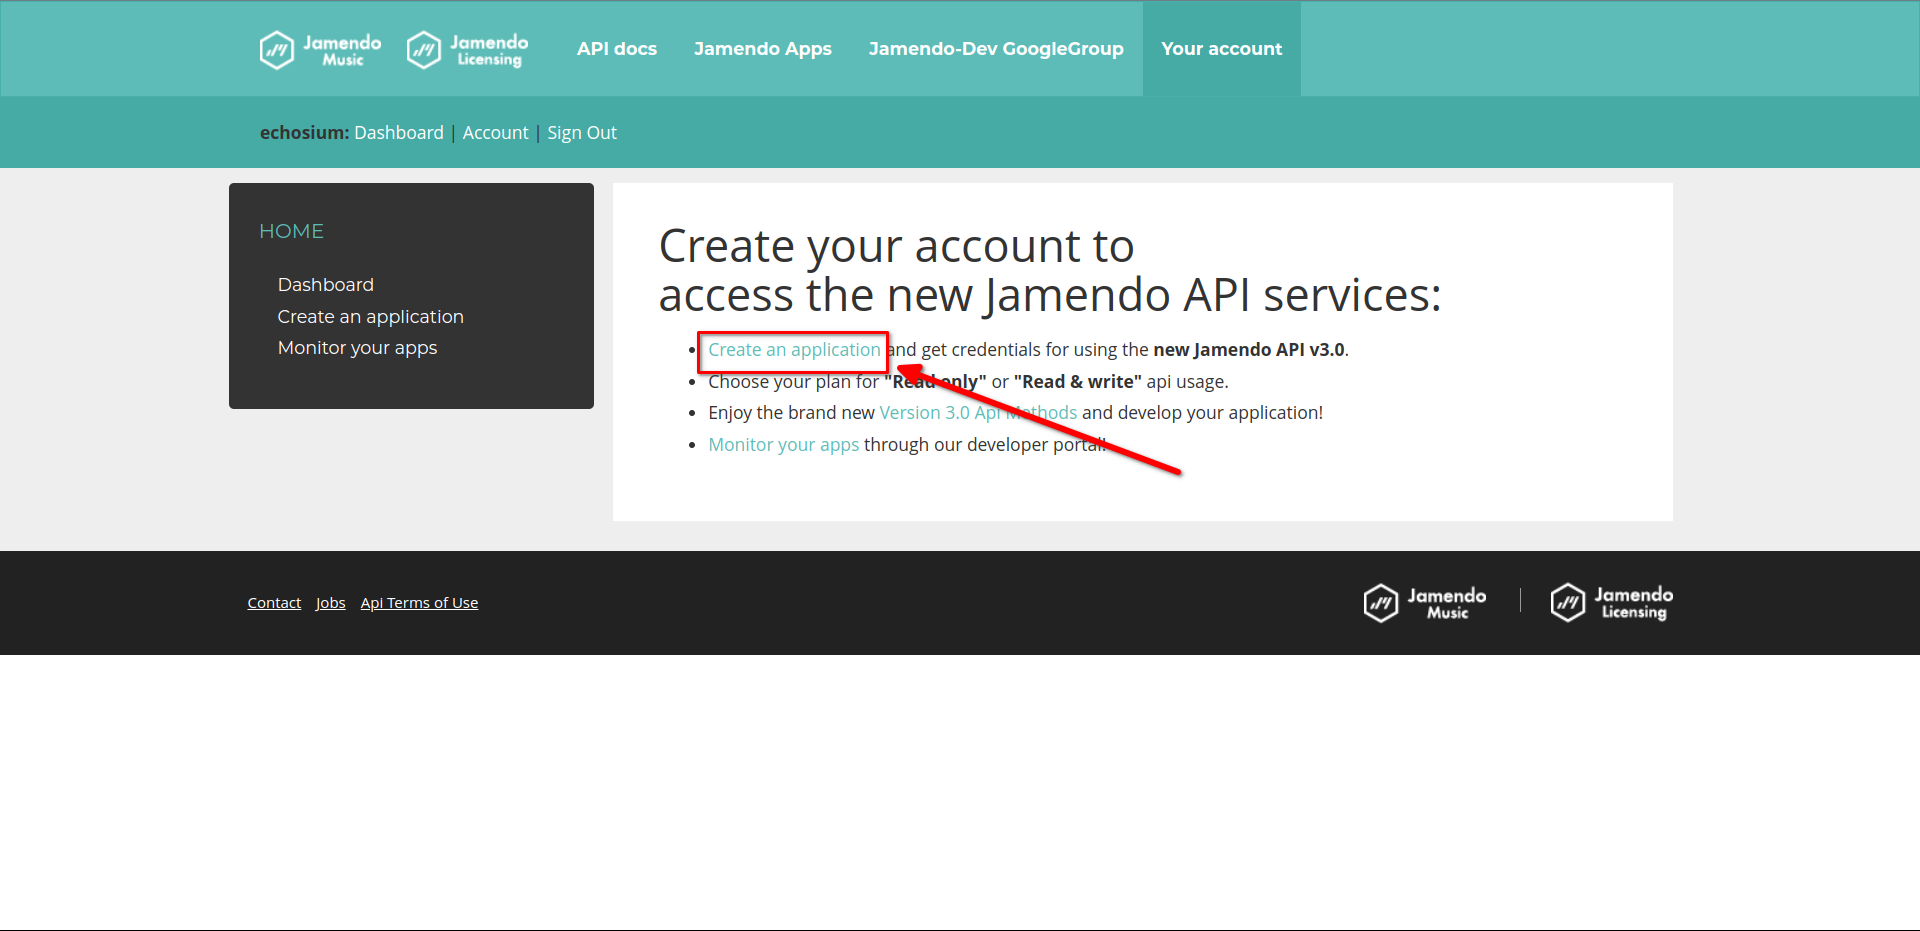 Jamendo Music Jamendo Licensing API docs Jamendo Apps Jamendo-Dev GoogleGroup Your account
echosium: Dashboard | Account | Sign Out
HOME
Dashboard
Create an application
Monitor your apps
Create your account to
access the new Jamendo API services:
• Create an application and get credentials for using the new Jamendo API v3.0.
• Choose your plan for "Read only" or "Read & write" api usage.
• Enjoy the brand new Version 3.0 Api Methods and develop your application!
• Monitor your apps through our developer portal!
Contact Jobs Api Terms of Use
Jamendo Music Jamendo Licensing